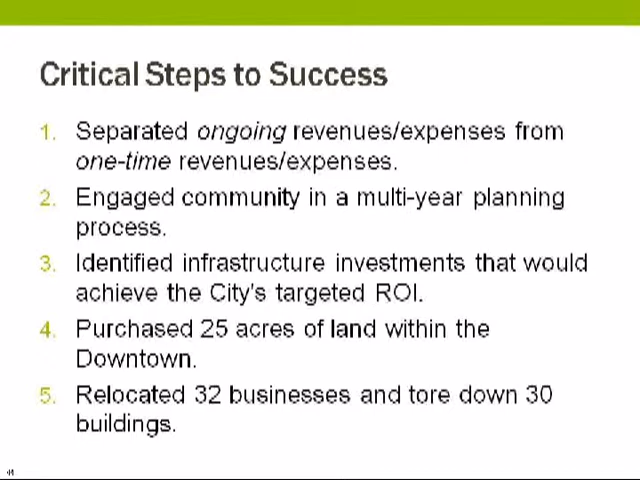 Critical Steps to Success
1. Separated ongoing revenues/expenses from
one-time revenues/expenses.
2. Engaged community in a multi-year planning
process.
3. Identified infrastructure investments that would
achieve the City's targeted ROI.
4. Purchased 25 acres of land within the
Downtown.
5. Relocated 32 businesses and tore down 30
buildings.